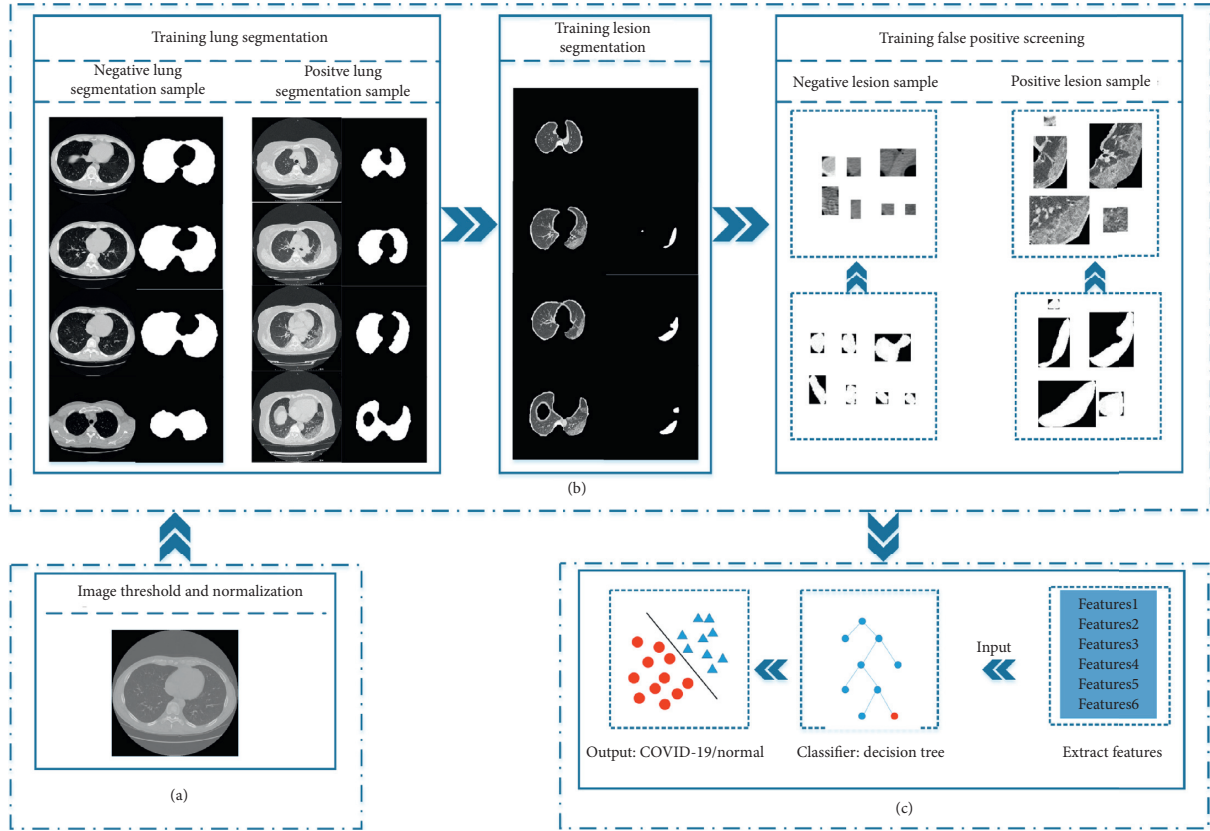 Training lung segmentation
Negative lung
segmentation sample
Positve lung
segmentation sample
Training lesion
segmentation
Training false positive screening
Negative lesion sample
Positive lesion sample
(b)
Image threshold and normalization
(a)
Output: COVID-19/normal
Classifier: decision tree
Input
Features1
Features2
Features3
Features4
Features5
Features6
Extract features
(c)